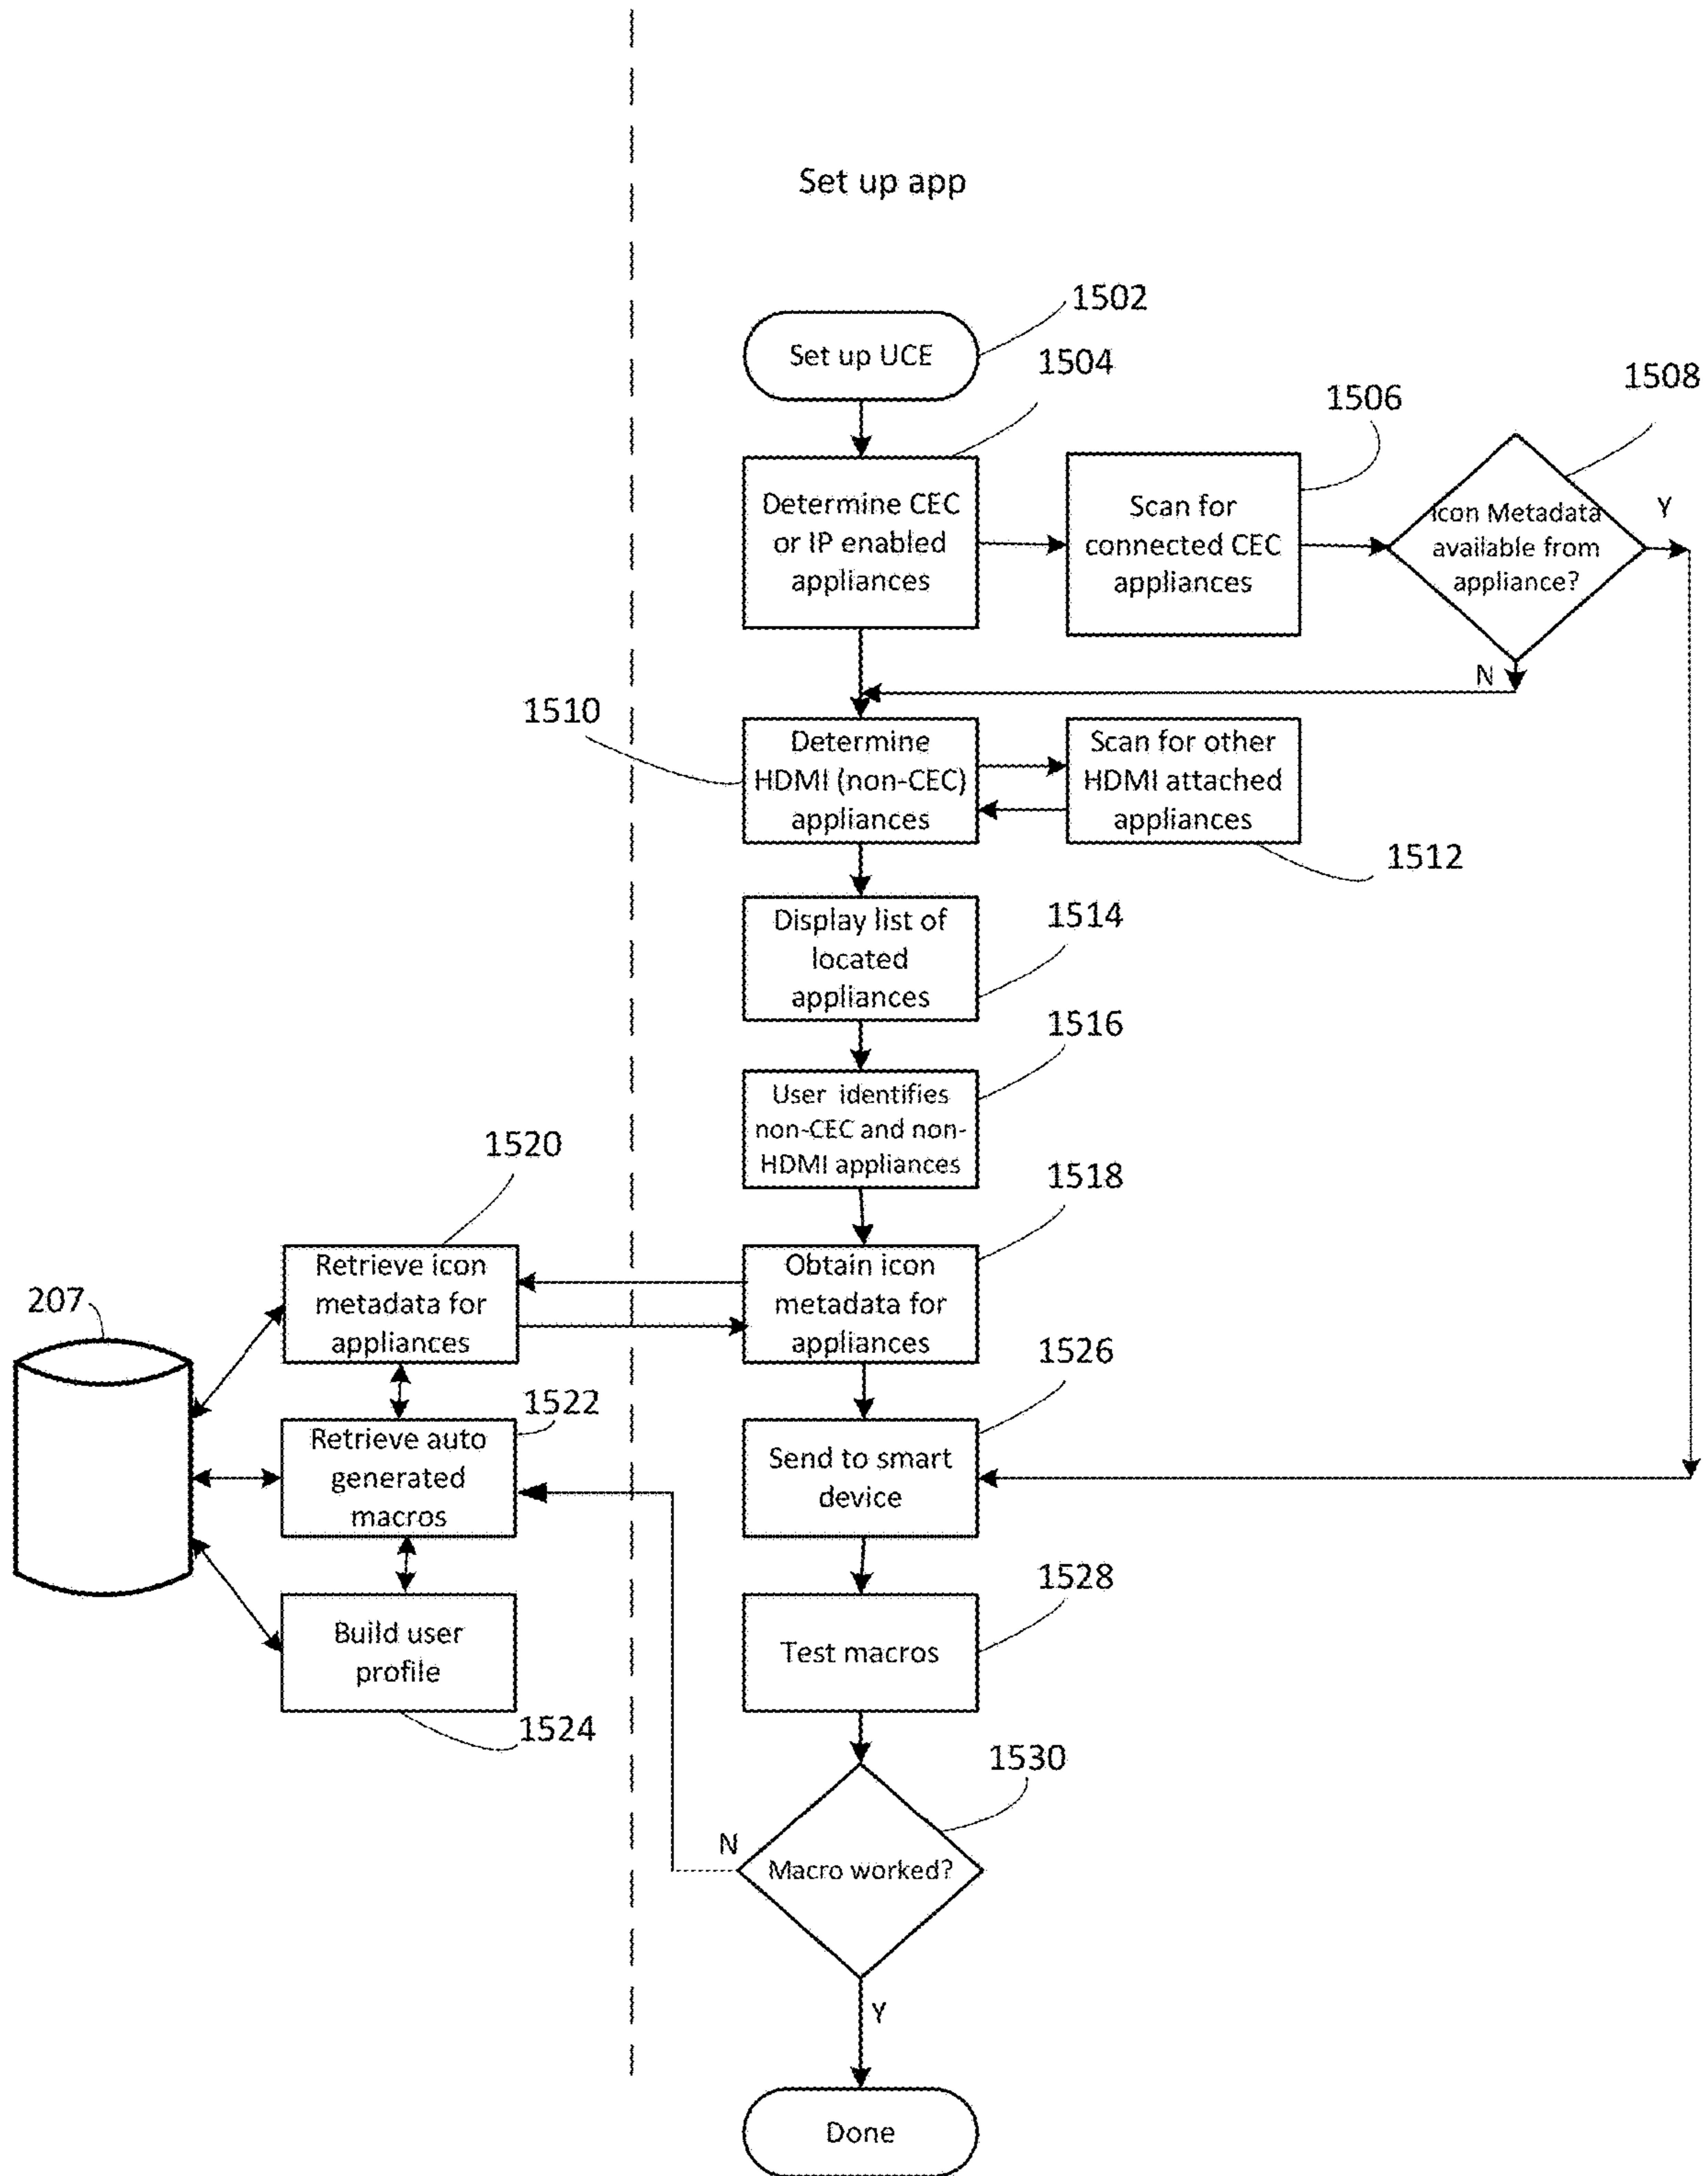 Set up app
1502
Set up UCE
1504
1506
1508
Determine CEC
or IP enabled
appliances
Scan for
connected CEC
appliances
Icon Metadata
available from
appliance?
Y
N
1510
Determine
HDMI (non-CEC)
appliances
Scan for other
HDMI attached
appliances
1512
Display list of
located
appliances
1514
1516
User identifies
non-CEC and non-
HDMI appliances
1518
1520
Retrieve icon
metadata for
appliances
Obtain icon
metadata for
appliances
207
1526
1522
Retrieve auto
generated
macros
Send to smart
device
1528
Build user
profile
1524
Test macros
1530
N
Macro worked?
Y
Done